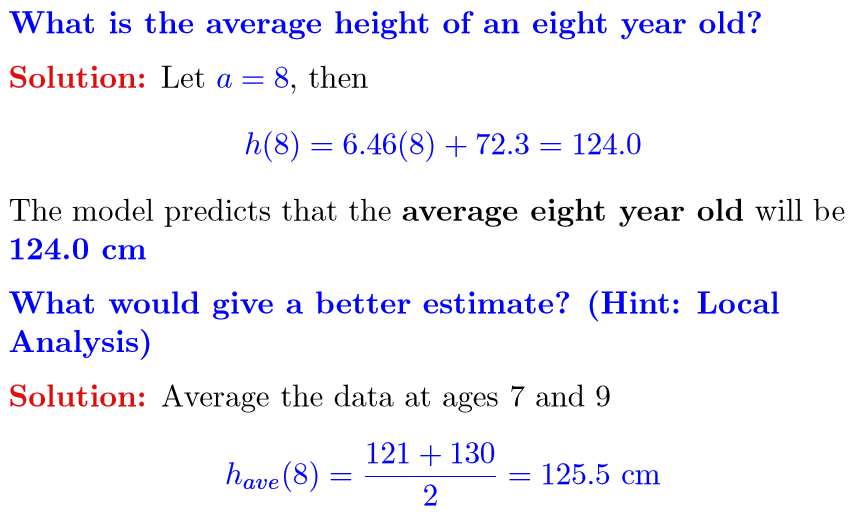 What is the average height of an eight year old?
Solution: Let a = 8, then
h(8) = 6.46(8) + 72.3 = 124.0
The model predicts that the average eight year old will be
124.0 cm
What would give a better estimate? (Hint: Local
Analysis)
Solution: Average the data at ages 7 and 9
h_{ave}(8) = \frac{121 + 130}{2} = 125.5 cm